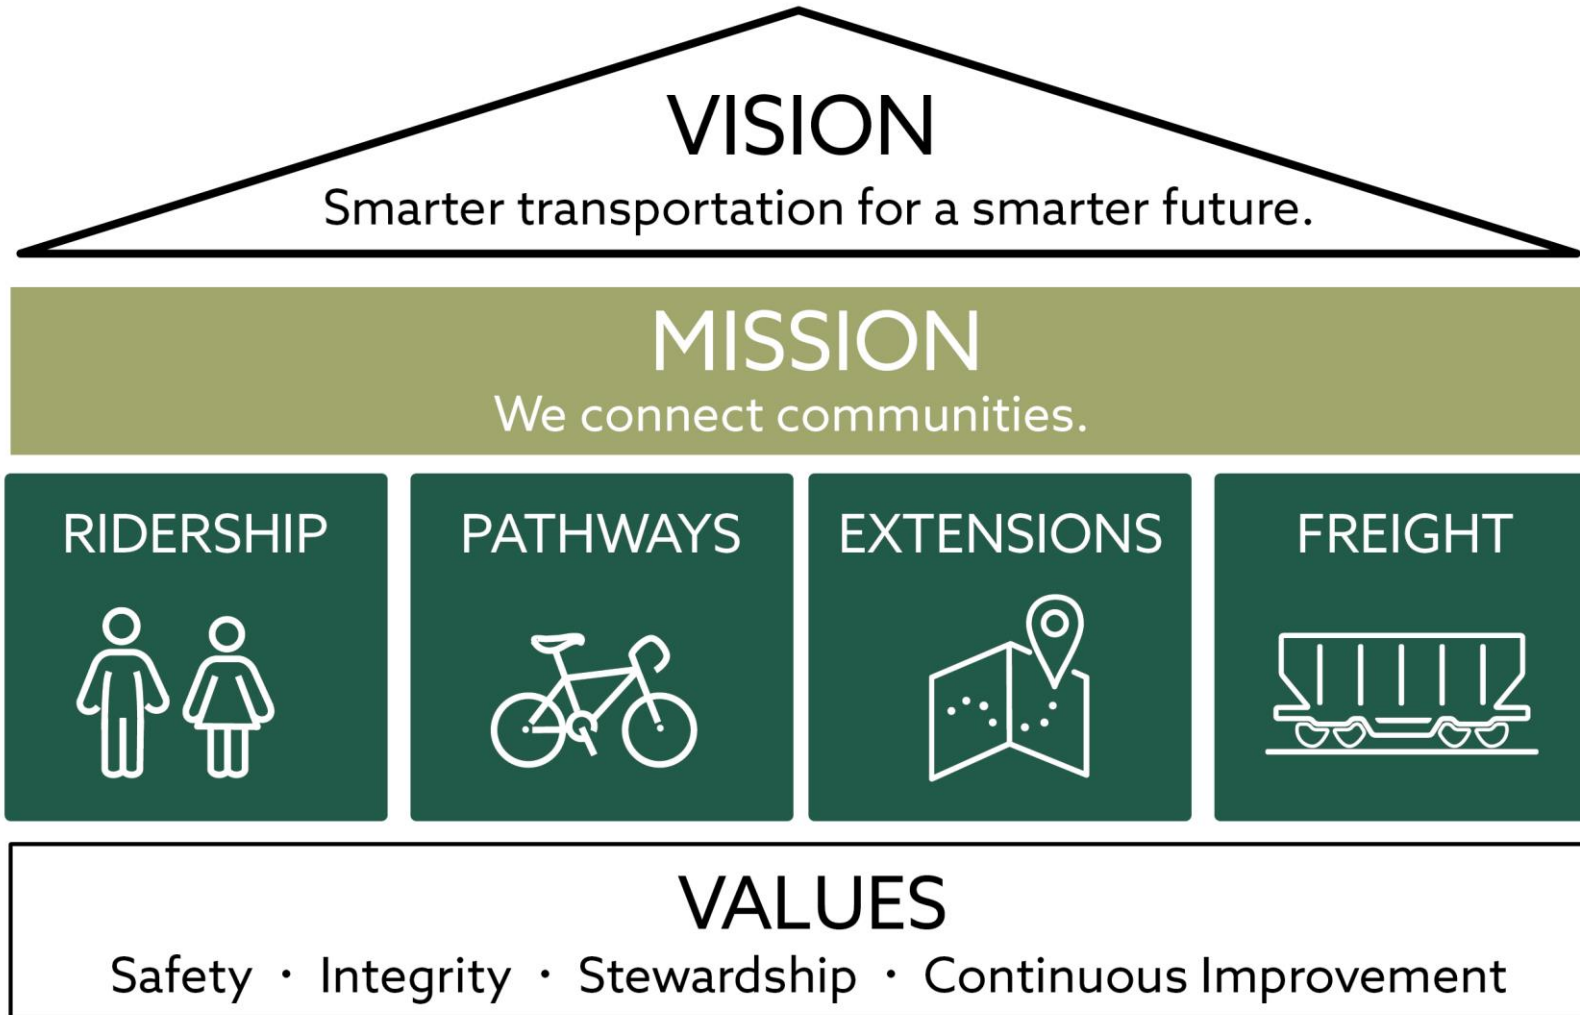 VISION
Smarter transportation for a smarter future.
MISSION
We connect communities.
RIDERSHIP
PATHWAYS
EXTENSIONS
FREIGHT
VALUES
Safety · Integrity · Stewardship · Continuous Improvement